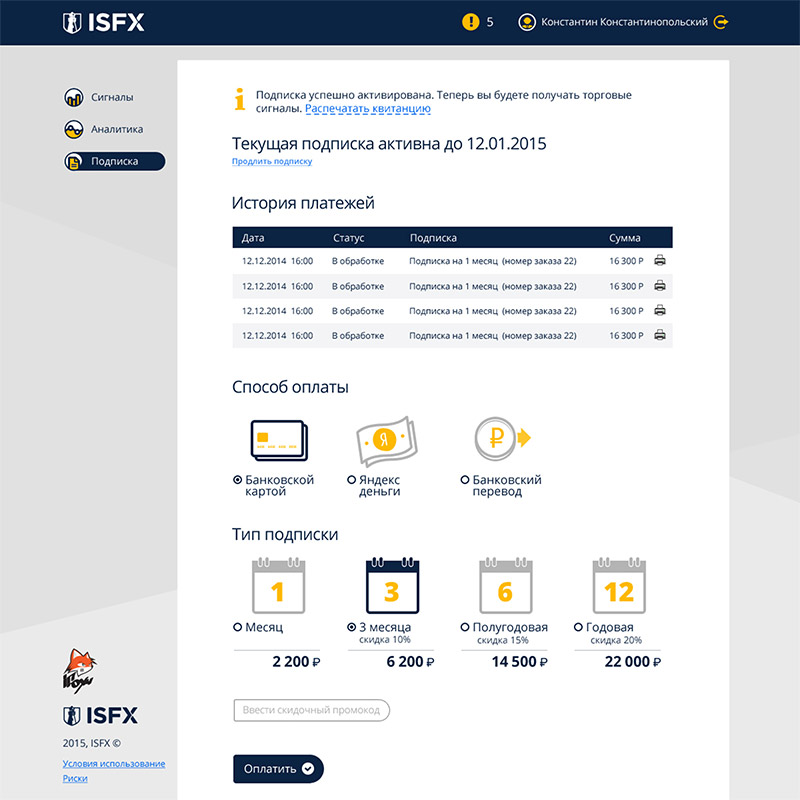 ISFX
5
Константин Константинопольский
Сигналы
Аналитика
Подписка
Подписка успешно активирована. Теперь вы будете получать торговые
сигналы. Распечатать квитанцию
Текущая подписка активна до 12.01.2015
Продлить подписку
История платежей
Дата Статус Подписка Сумма
12.12.2014 16:00 В обработке Подписка на 1 месяц (номер заказа 22) 16 300 Р
12.12.2014 16:00 В обработке Подписка на 1 месяц (номер заказа 22) 16 300 Р
12.12.2014 16:00 В обработке Подписка на 1 месяц (номер заказа 22) 16 300 Р
12.12.2014 16:00 В обработке Подписка на 1 месяц (номер заказа 22) 16 300 Р
Способ оплаты
Я ₽
Банковской Яндекс Банковский
картой деньги перевод
Тип подписки
1 3 6 12
Месяц 3 месяца Полугодовая Годовая
скидка 10% скидка 15% скидка 20%
2 200 ₽ 6 200 ₽ 14 500 ₽ 22 000 ₽
Ввести скидочный промокод
Оплатить
ISFX
2015, ISFX ©
Условия использование
Риски